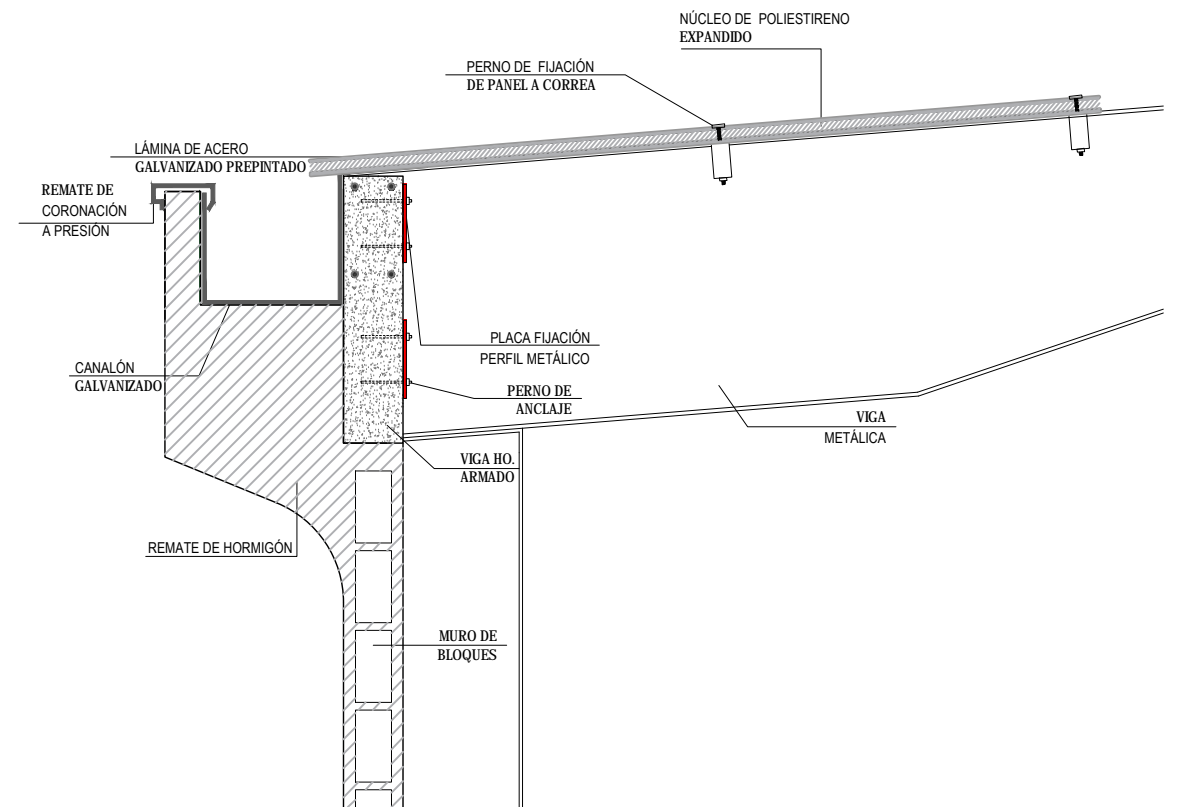 NÚCLEO DE POLIESTIRENO
EXPANDIDO
PERNO DE FIJACIÓN
DE PANEL A CORREA
LÁMINA DE ACERO
GALVANIZADO PREPINTADO
REMATE DE
CORONACIÓN
A PRESIÓN
PLACA FIJACIÓN
PERFIL METÁLICO
CANALÓN
GALVANIZADO
PERNO DE
ANCLAJE
VIGA
METÁLICA
VIGA HO.
ARMADO
REMATE DE HORMIGÓN
MURO DE
BLOQUES